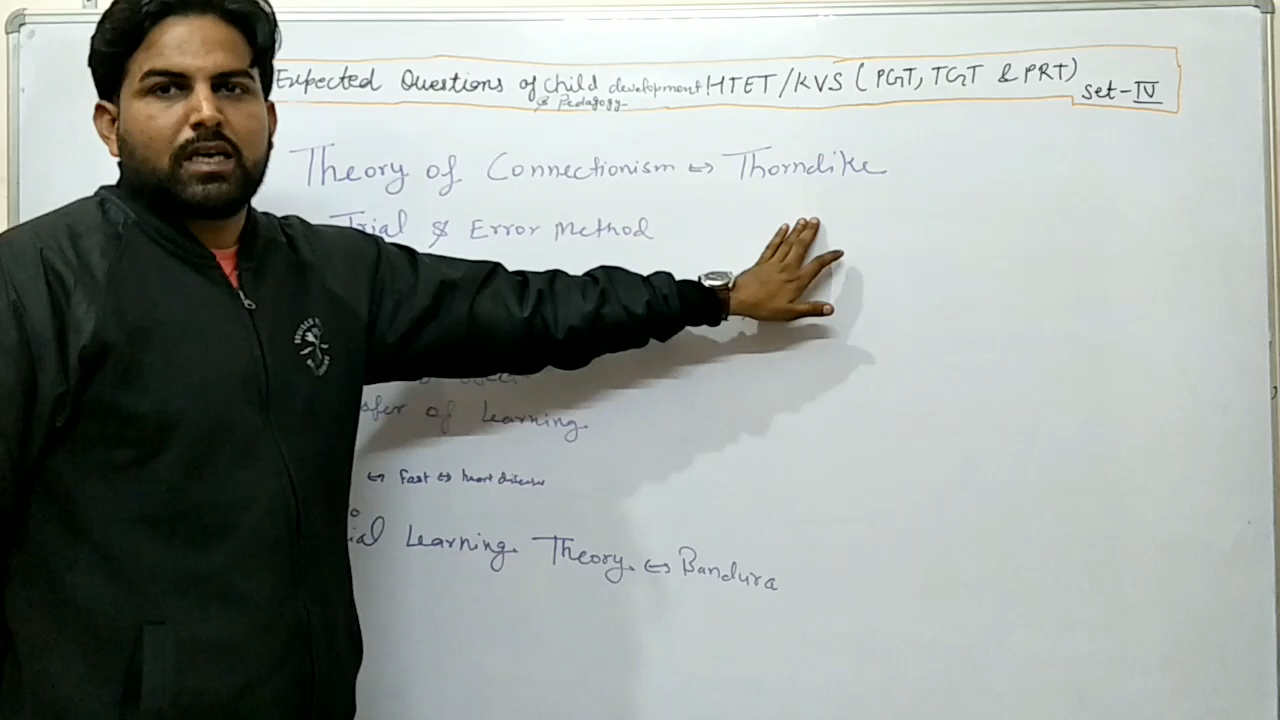 Expected Questions of Child development HTET/KVS (PGT, TGT & PRT)
& Pedagogy
set-IV
Theory of Connectionism ↔ Thorndike
Trial & Error Method
of Learning.
↔ Fast ↔ heart disease
Learning Theory. ↔ Bandura